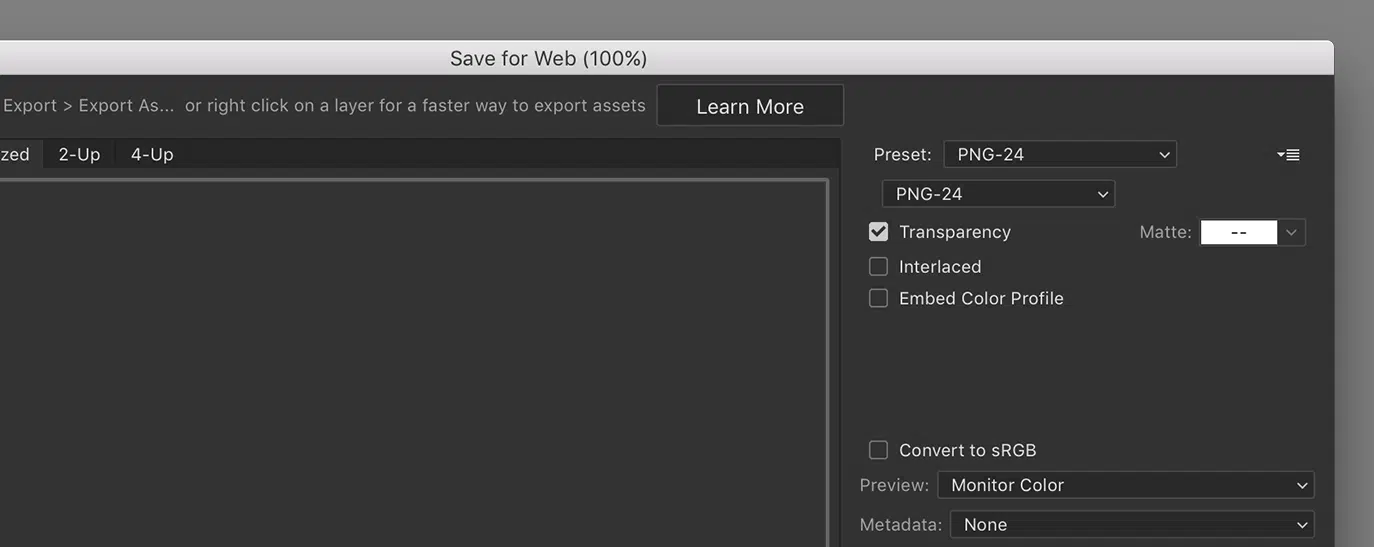 Save for Web (100%)
Export > Export As... or right click on a layer for a faster way to export assets
Learn More
zed
2-Up
4-Up
Preset:
PNG-24
PNG-24
Transparency
Matte:
--
Interlaced
Embed Color Profile
Convert to sRGB
Preview:
Monitor Color
Metadata:
None